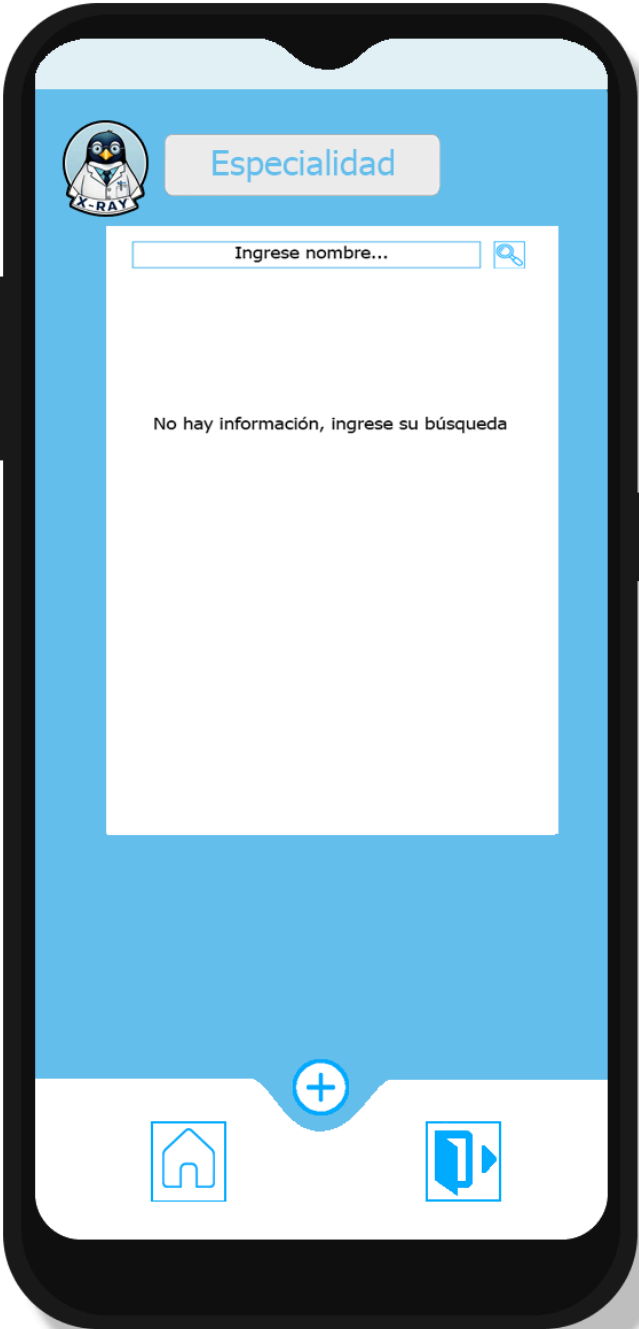 X-RAY
Especialidad
Ingrese nombre...
No hay información, ingrese su búsqueda